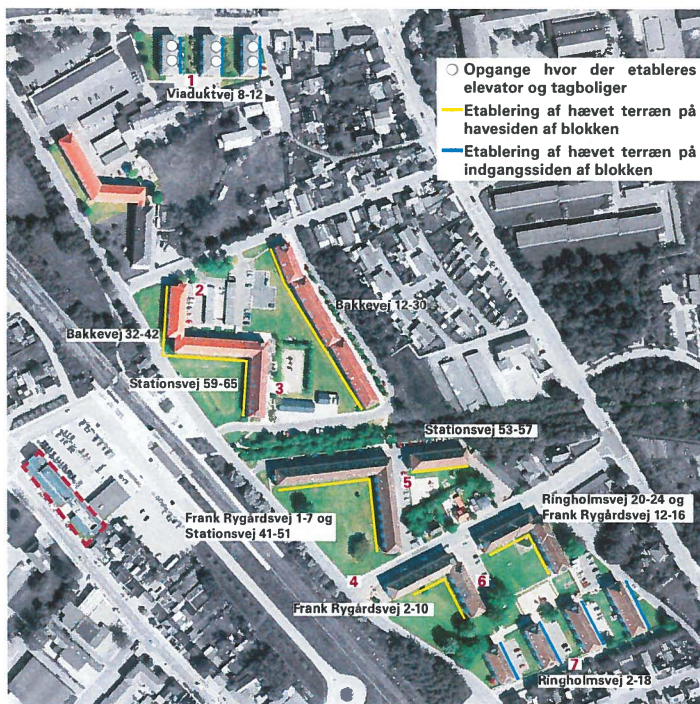 1
Viaduktvej 8-12
Opgange hvor der etableres
elevator og tagboliger
Etablering af hævet terræn på
havesiden af blokken
Etablering af hævet terræn på
indgangssiden af blokken
2
Bakkevej 12-30
Bakkevej 32-42
Stationsvej 59-65
3
Stationsvej 53-57
5
Ringholmsvej 20-24 og
Frank Rygårdsvej 12-16
Frank Rygårdsvej 1-7 og
Stationsvej 41-51
4
6
Frank Rygårdsvej 2-10
7
Ringholmsvej 2-18